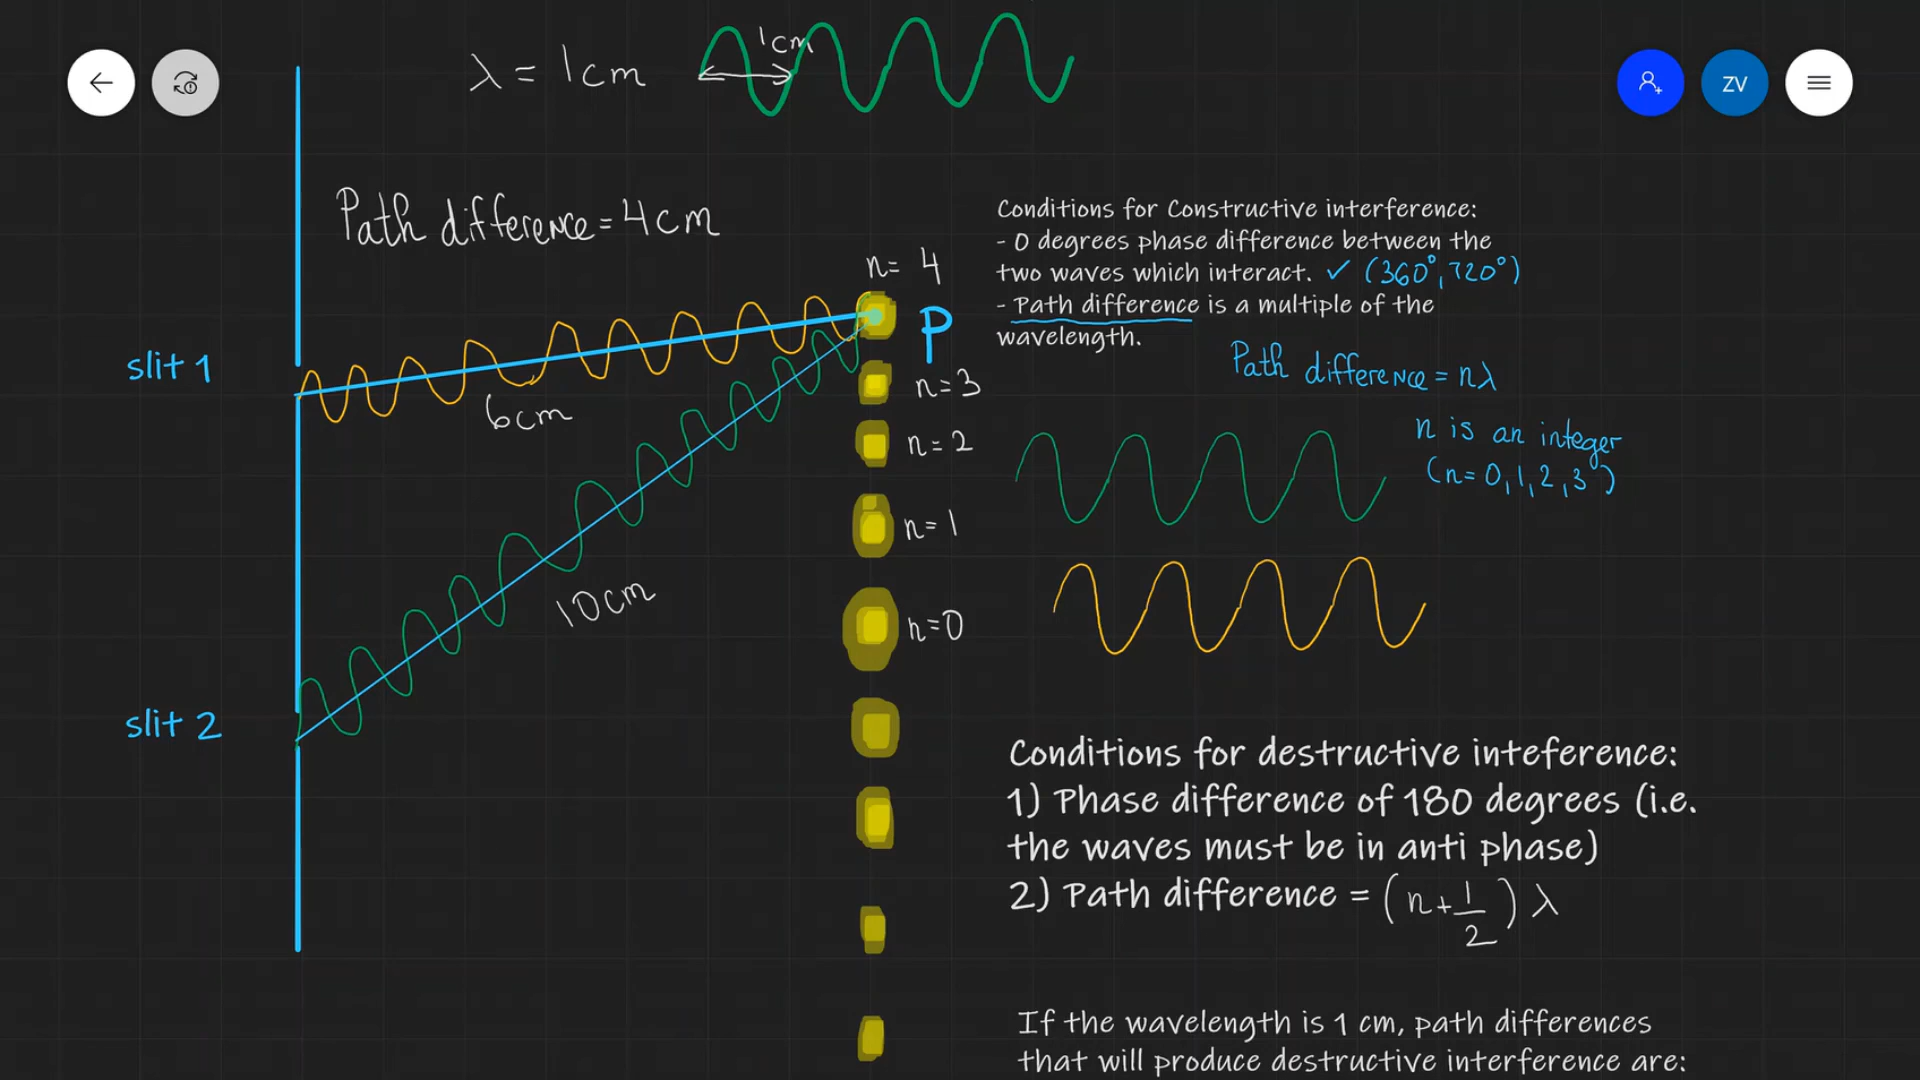 λ = 1cm
1cm
ZV
Path difference = 4cm
n= 4
P
slit 1
6cm
n=3
n=2
n=1
10cm
n=0
slit 2
Conditions for Constructive interference:
- 0 degrees phase difference between the
two waves which interact. ✓ (360°, 720°)
- Path difference is a multiple of the
wavelength.
Path difference = nλ
n is an integer
(n= 0, 1, 2, 3)
Conditions for destructive inteference:
1) Phase difference of 180 degrees (i.e.
the waves must be in anti phase)
2) Path difference = (n+1/2) λ
If the wavelength is 1 cm, path differences
that will produce destructive interference are: